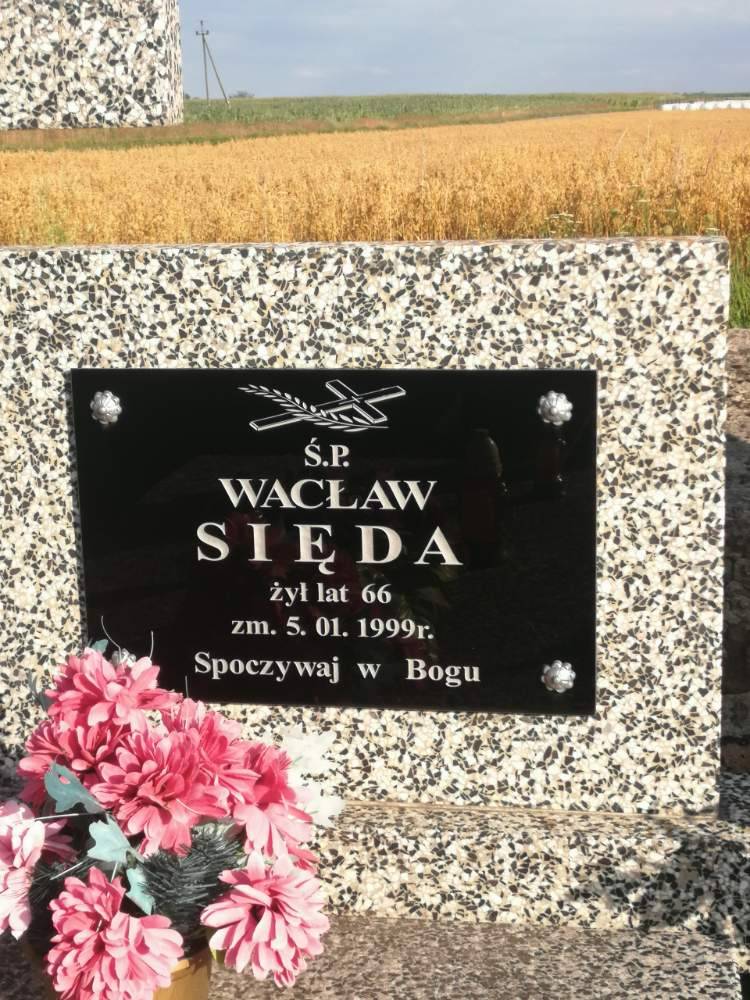 Ś.P.
WACŁAW
SIĘDA
żył lat 66
zm. 5. 01. 1999r.
Spoczywaj w Bogu